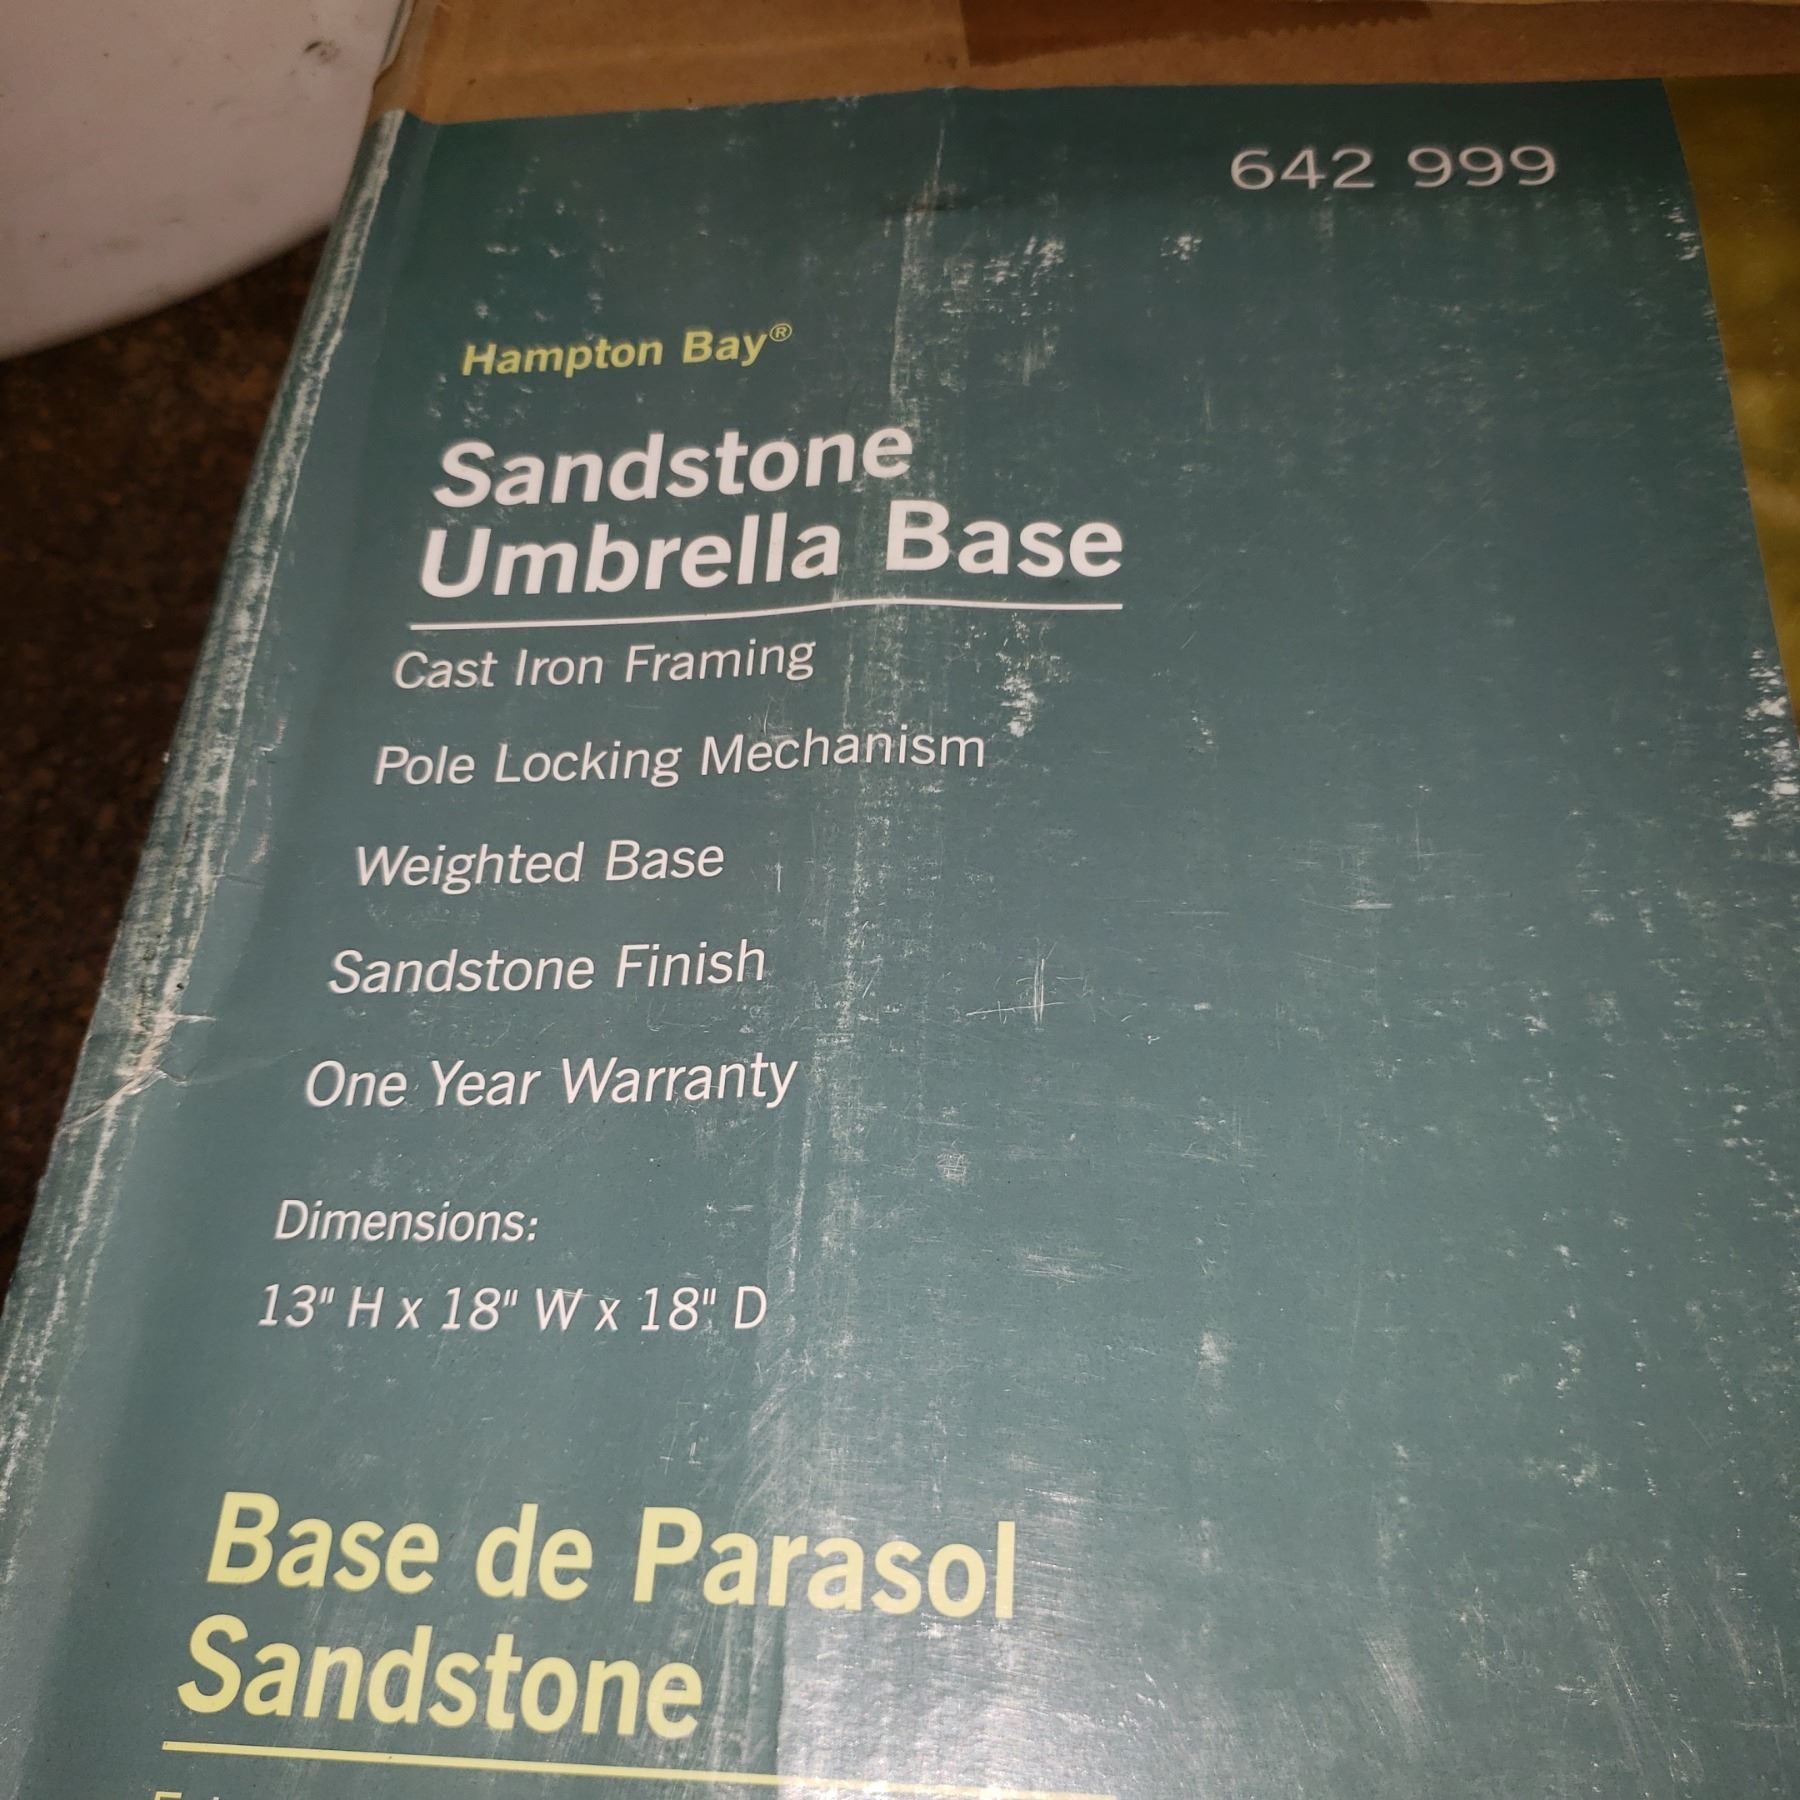 642 999
Hampton Bay®
Sandstone
Umbrella Base
Cast Iron Framing
Pole Locking Mechanism
Weighted Base
Sandstone Finish
One Year Warranty
Dimensions:
13" H x 18" W x 18" D
Base de Parasol
Sandstone